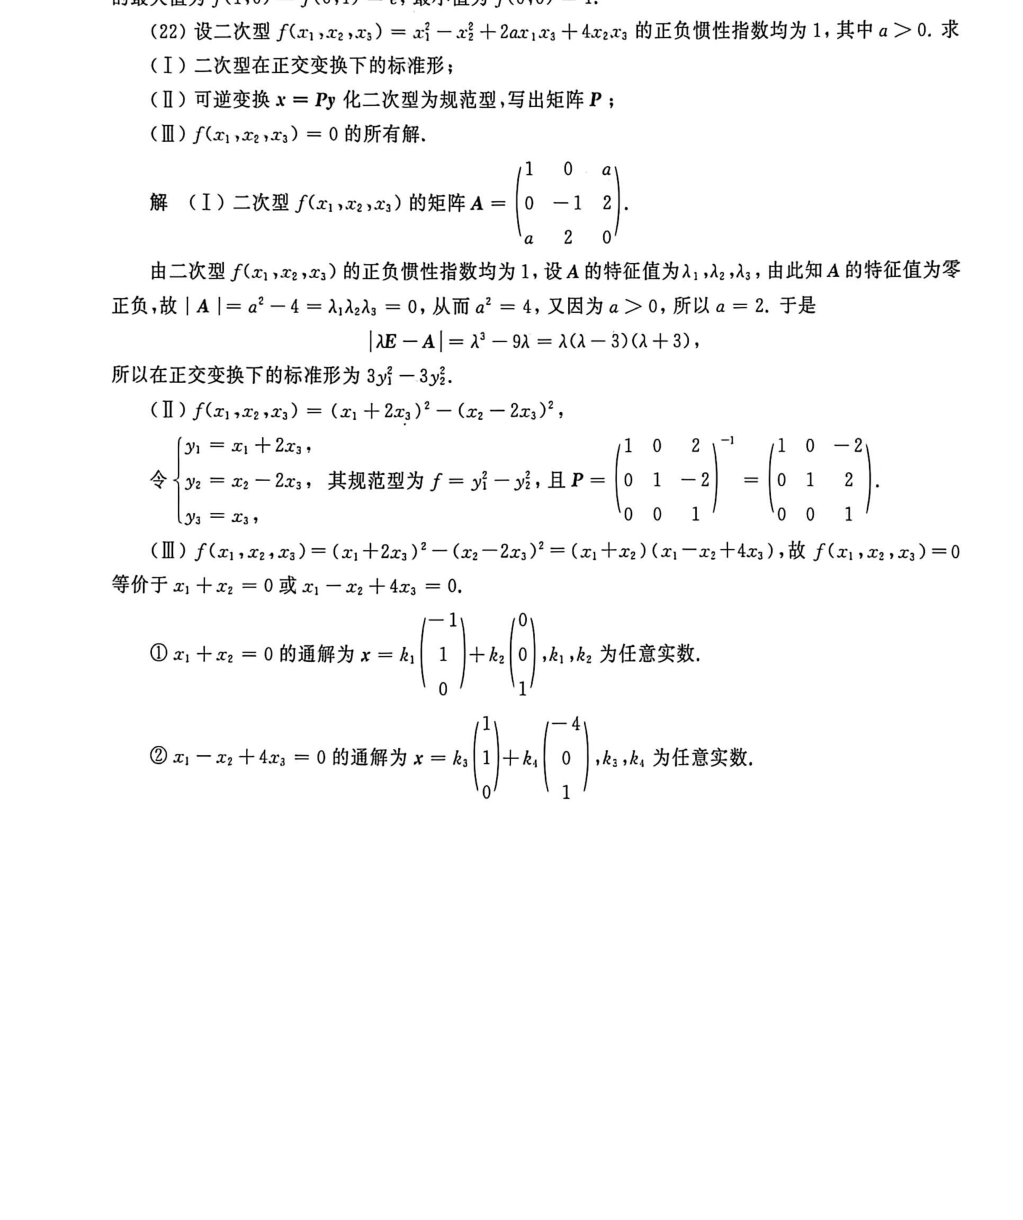 (22) 设二次型 f(x₁,x₂,x₃) = x₁² − x₂² + 2ax₁x₃ + 4x₂x₃ 的正负惯性指数均为 1, 其中 a > 0. 求
(Ⅰ) 二次型在正交变换下的标准形;
(Ⅱ) 可逆变换 x = Py 化二次型为规范型,写出矩阵 P;
(Ⅲ) f(x₁,x₂,x₃) = 0 的所有解.
解 (Ⅰ) 二次型 f(x₁,x₂,x₃) 的矩阵 A = (1 0 a; 0 −1 2; a 2 0).
由二次型 f(x₁,x₂,x₃) 的正负惯性指数均为 1, 设 A 的特征值为 λ₁,λ₂,λ₃, 由此知 A 的特征值为零
正负,故 | A | = a² − 4 = λ₁λ₂λ₃ = 0, 从而 a² = 4, 又因为 a > 0, 所以 a = 2. 于是
|λE − A| = λ³ − 9λ = λ(λ − 3)(λ + 3),
所以在正交变换下的标准形为 3y₁² − 3y₂².
(Ⅱ) f(x₁,x₂,x₃) = (x₁ + 2x₃)² − (x₂ − 2x₃)²,
令 { y₁ = x₁ + 2x₃, y₂ = x₂ − 2x₃, y₃ = x₃, 其规范型为 f = y₁² − y₂², 且 P = (1 0 2; 0 1 −2; 0 0 1)⁻¹ = (1 0 −2; 0 1 2; 0 0 1).
(Ⅲ) f(x₁,x₂,x₃) = (x₁+2x₃)² − (x₂−2x₃)² = (x₁+x₂)(x₁−x₂+4x₃), 故 f(x₁,x₂,x₃) = 0
等价于 x₁ + x₂ = 0 或 x₁ − x₂ + 4x₃ = 0.
① x₁ + x₂ = 0 的通解为 x = k₁(−1; 1; 0) + k₂(0; 0; 1), k₁,k₂ 为任意实数.
② x₁ − x₂ + 4x₃ = 0 的通解为 x = k₃(1; 1; 0) + k₄(−4; 0; 1), k₃,k₄ 为任意实数.